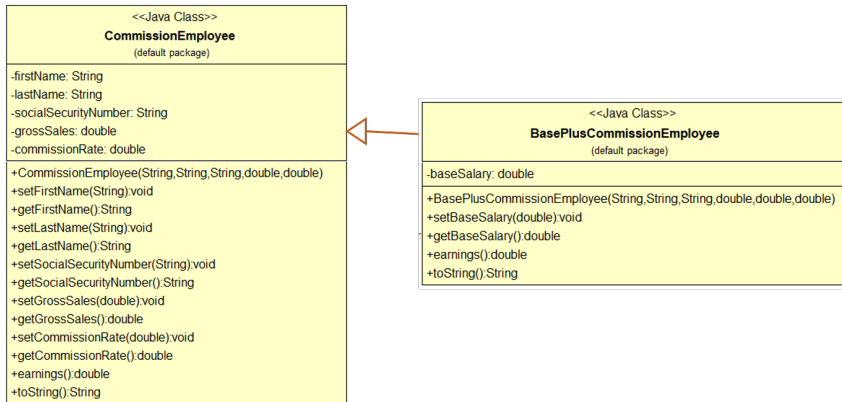 <<Java Class>>
CommissionEmployee
(default package)
-firstName: String
-lastName: String
-socialSecurityNumber: String
-grossSales: double
-commissionRate: double
+CommissionEmployee(String,String,String,double,double)
+setFirstName(String):void
+getFirstName():String
+setLastName(String):void
+getLastName():String
+setSocialSecurityNumber(String):void
+getSocialSecurityNumber():String
+setGrossSales(double):void
+getGrossSales():double
+setCommissionRate(double):void
+getCommissionRate():double
+earnings():double
+toString():String
<<Java Class>>
BasePlusCommissionEmployee
(default package)
-baseSalary: double
+BasePlusCommissionEmployee(String,String,String,double,double,double)
+setBaseSalary(double):void
+getBaseSalary():double
+earnings():double
+toString():String